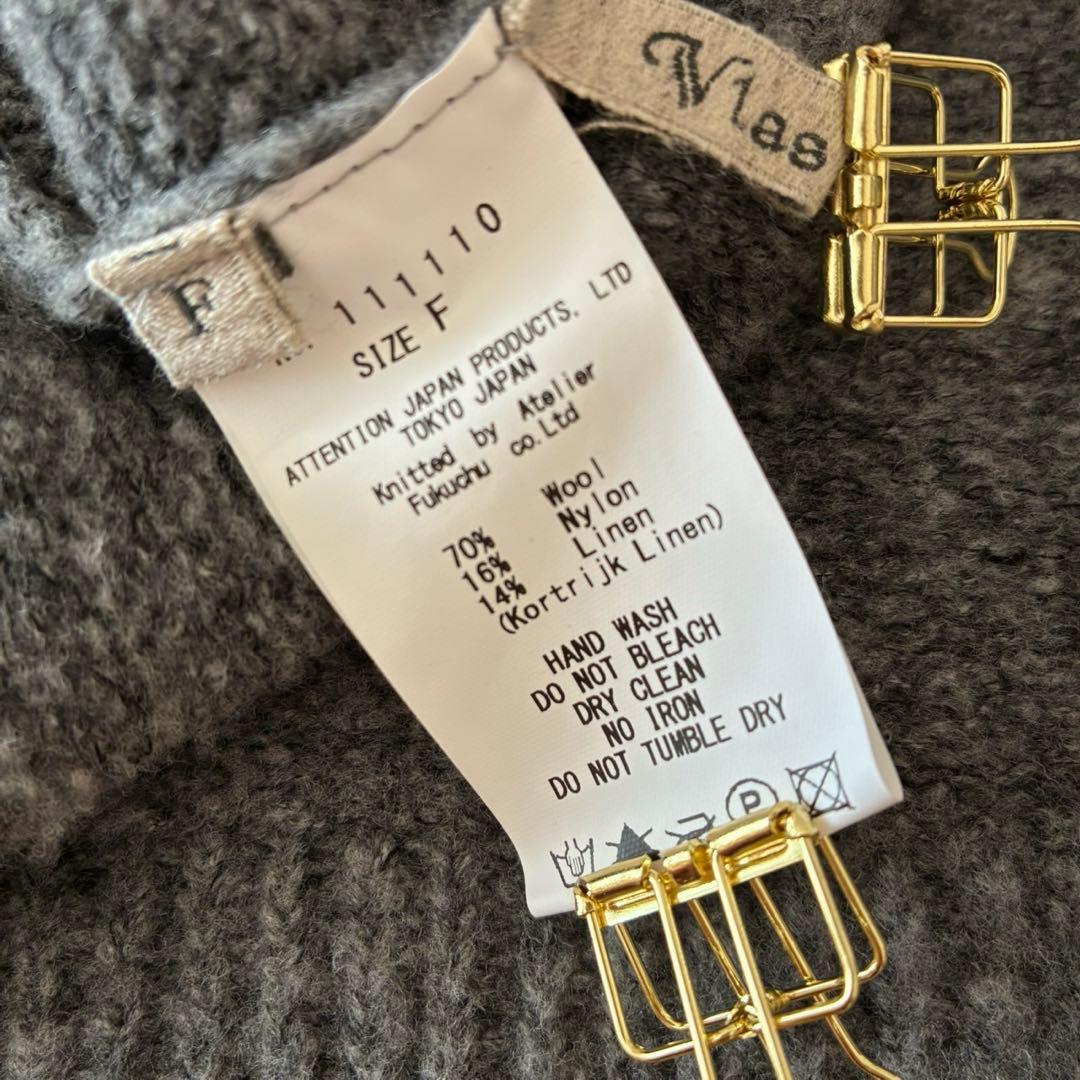 Vlas
F
111110
SIZE F
ATTENTION JAPAN PRODUCTS. LTD
TOKYO JAPAN
Knitted by Atelier
Fukuchu co.Ltd
70% Wool
16% Nylon
14% Linen
(Kortrijk Linen)
HAND WASH
DO NOT BLEACH
DRY CLEAN
NO IRON
DO NOT TUMBLE DRY
P